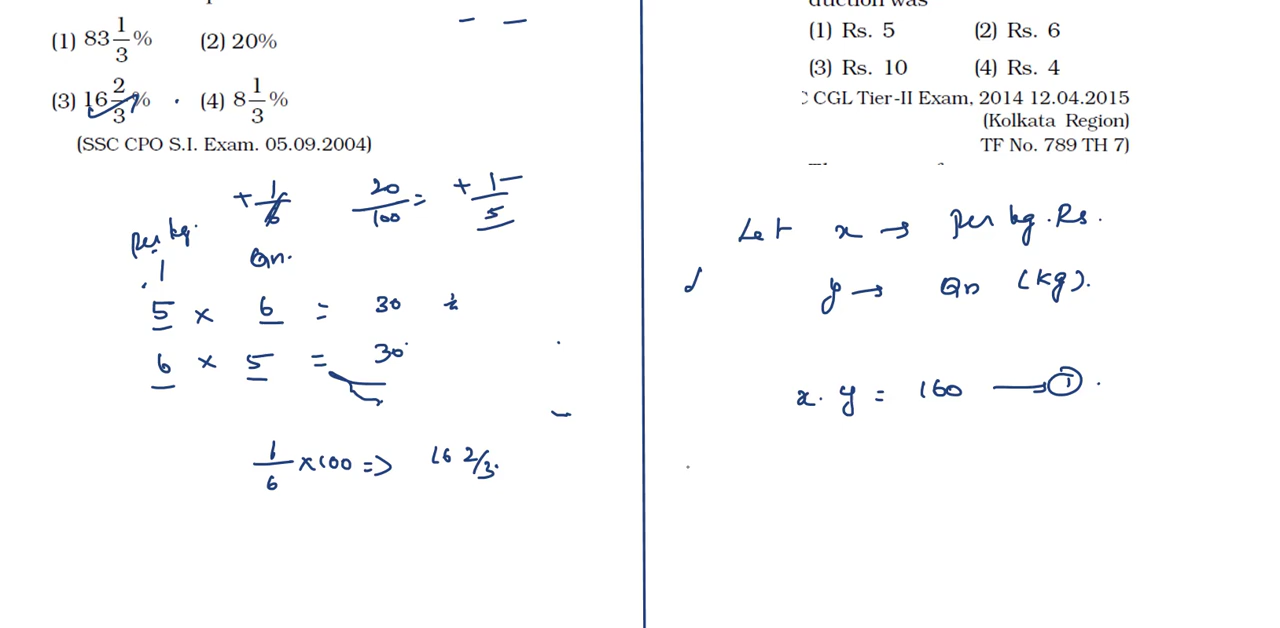 (1) 83 1/3% (2) 20%
(3) 16 2/3% (4) 8 1/3%
(SSC CPO S.I. Exam. 05.09.2004)
+ 1/6 20/100 = + 1/5
per kg. Qn.
1
5 × 6 = 30
6 × 5 = 30
1/6 × 100 => 16 2/3.
duction was
(1) Rs. 5 (2) Rs. 6
(3) Rs. 10 (4) Rs. 4
CGL Tier-II Exam, 2014 12.04.2015
(Kolkata Region)
TF No. 789 TH 7)
Let x → per kg. Rs.
y → Qn (kg).
x. y = 160 — 1